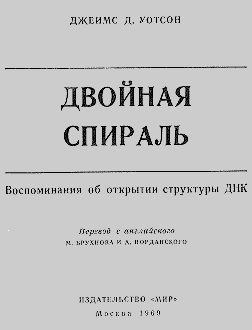 ДЖЕЙМС Д. УОТСОН
ДВОЙНАЯ
СПИРАЛЬ
Воспоминания об открытии структуры ДНК
Перевод с английского
М. БРУХНОВА И А. ИОРДАНСКОГО
ИЗДАТЕЛЬСТВО «МИР»
Москва 1969